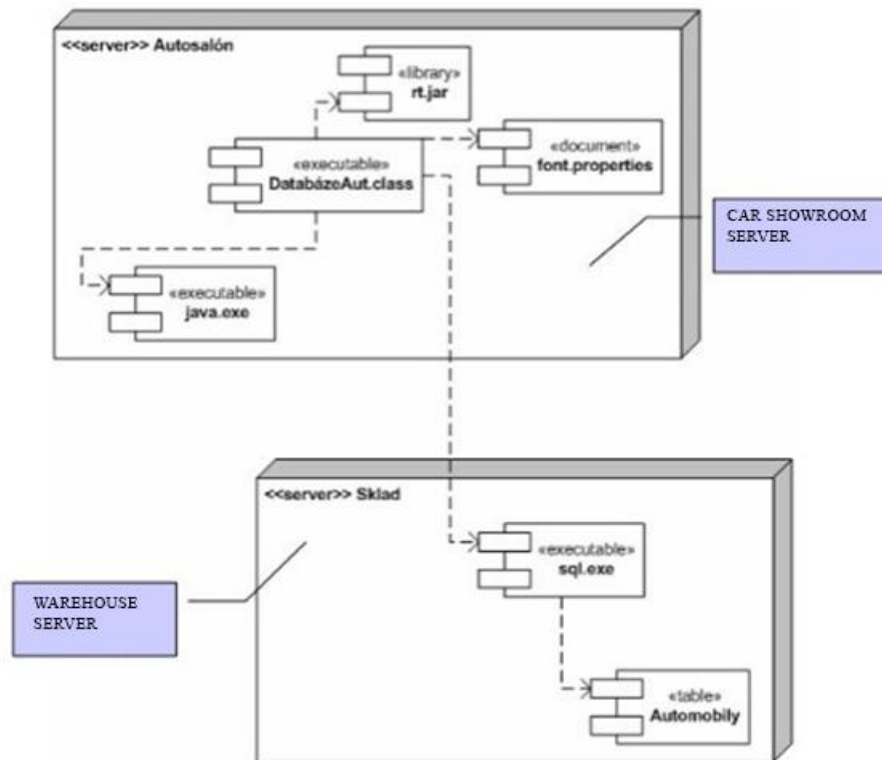 <<server>> Autosalón
«library»
rt.jar
«document»
font.properties
«executable»
DatabázeAut.class
CAR SHOWROOM
SERVER
«executable»
java.exe
<<server>> Sklad
«executable»
sql.exe
WAREHOUSE
SERVER
«table»
Automobily